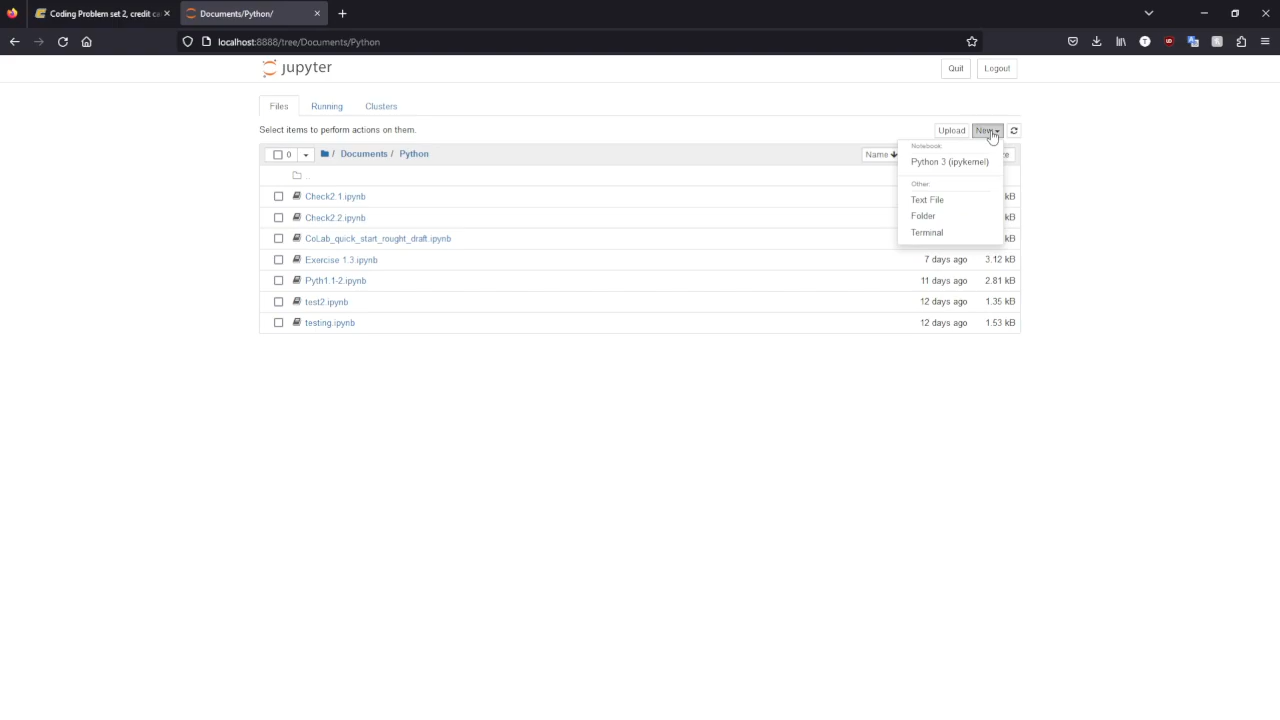 Coding Problem set 2, credit ca
Documents/Python/
localhost:8888/tree/Documents/Python
jupyter
Quit
Logout
Files
Running
Clusters
Select items to perform actions on them.
Upload
New
0
/ Documents / Python
Name
Notebook:
Python 3 (ipykernel)
Other:
Text File
Folder
Terminal
..
Check2.1.ipynb
kB
Check2.2.ipynb
kB
CoLab_quick_start_rought_draft.ipynb
kB
Exercise 1.3.ipynb
7 days ago
3.12 kB
Pyth1.1-2.ipynb
11 days ago
2.81 kB
test2.ipynb
12 days ago
1.35 kB
testing.ipynb
12 days ago
1.53 kB